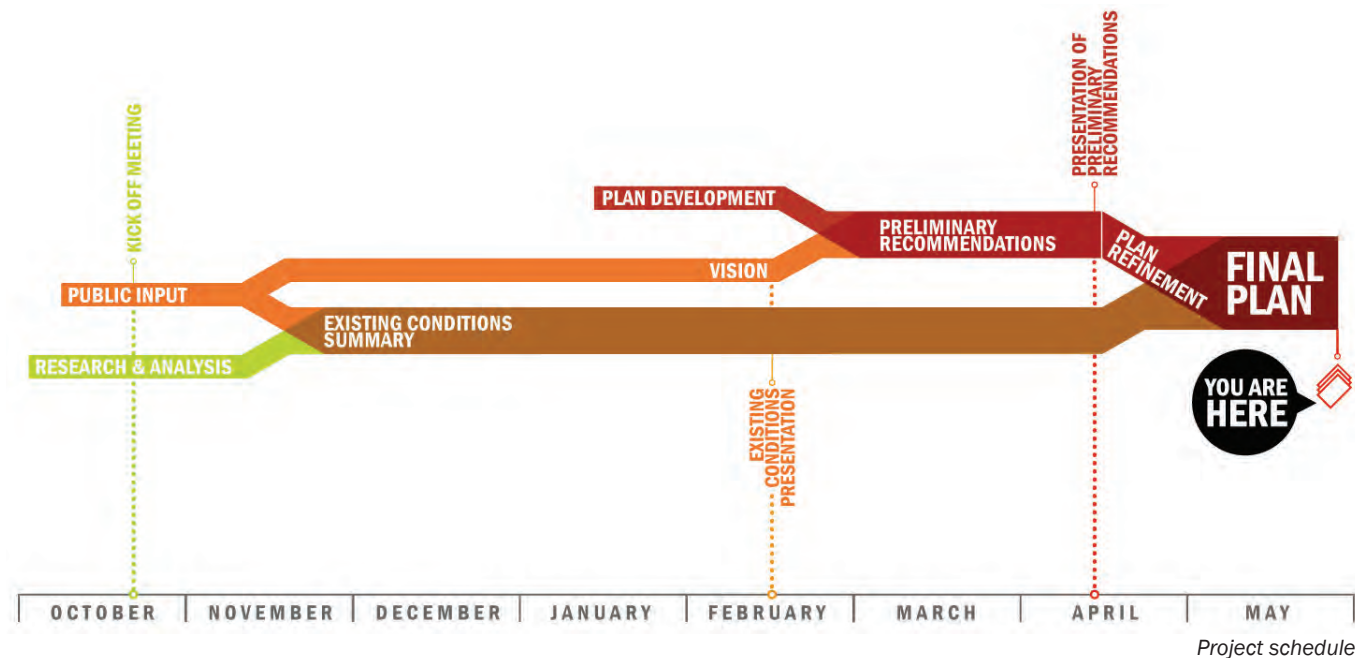 KICK OFF MEETING
PRESENTATION OF
PRELIMINARY
RECOMMENDATIONS
PLAN DEVELOPMENT
PRELIMINARY
RECOMMENDATIONS
PLAN
REFINEMENT
FINAL
PLAN
VISION
PUBLIC INPUT
EXISTING CONDITIONS
SUMMARY
RESEARCH & ANALYSIS
EXISTING
CONDITIONS
PRESENTATION
YOU ARE
HERE
OCTOBER
NOVEMBER
DECEMBER
JANUARY
FEBRUARY
MARCH
APRIL
MAY
Project schedule